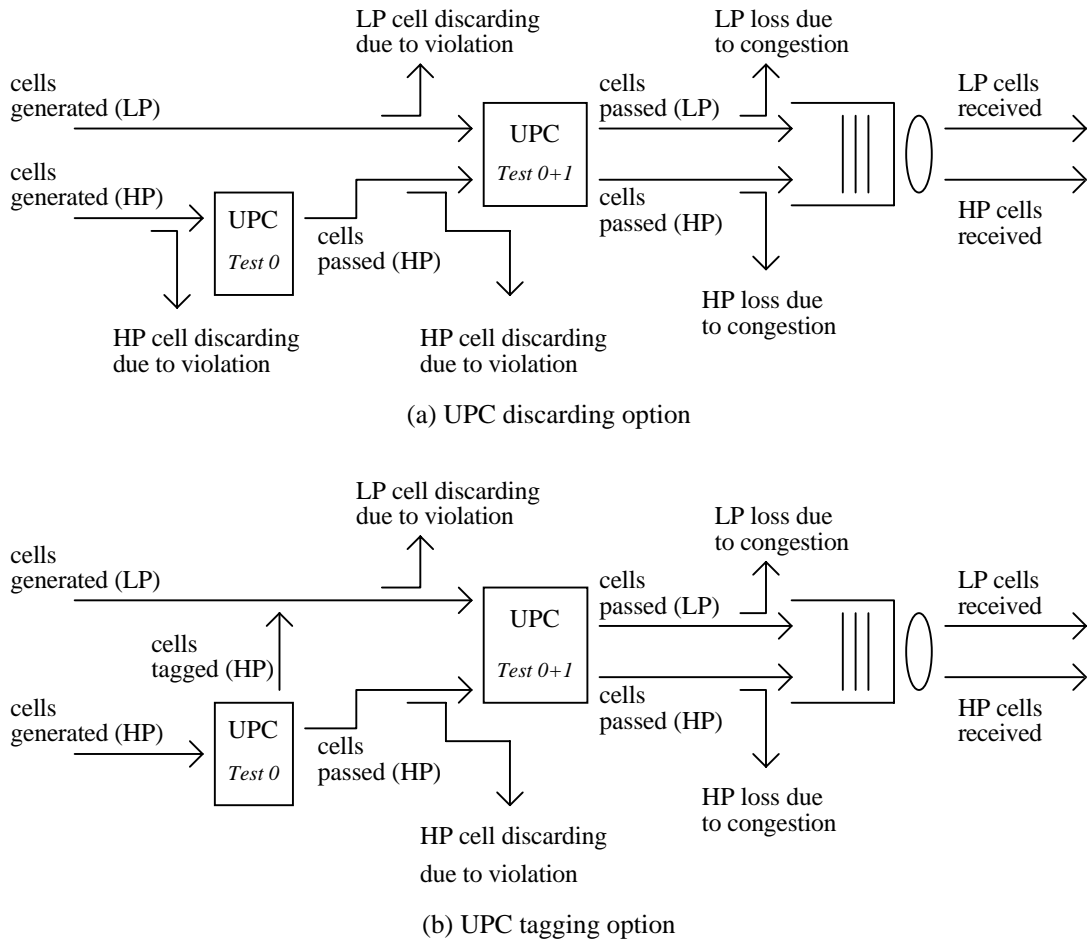 LP cell discarding
due to violation
LP loss due
to congestion
cells
generated (LP)
cells
passed (LP)
LP cells
received
UPC
Test 0+1
cells
generated (HP)
UPC
Test 0
cells
passed (HP)
cells
passed (HP)
HP cells
received
HP cell discarding
due to violation
HP cell discarding
due to violation
HP loss due
to congestion
(a) UPC discarding option
LP cell discarding
due to violation
LP loss due
to congestion
cells
generated (LP)
cells
passed (LP)
LP cells
received
UPC
Test 0+1
cells
tagged (HP)
cells
generated (HP)
UPC
Test 0
cells
passed (HP)
cells
passed (HP)
HP cells
received
HP cell discarding
due to violation
HP loss due
to congestion
(b) UPC tagging option